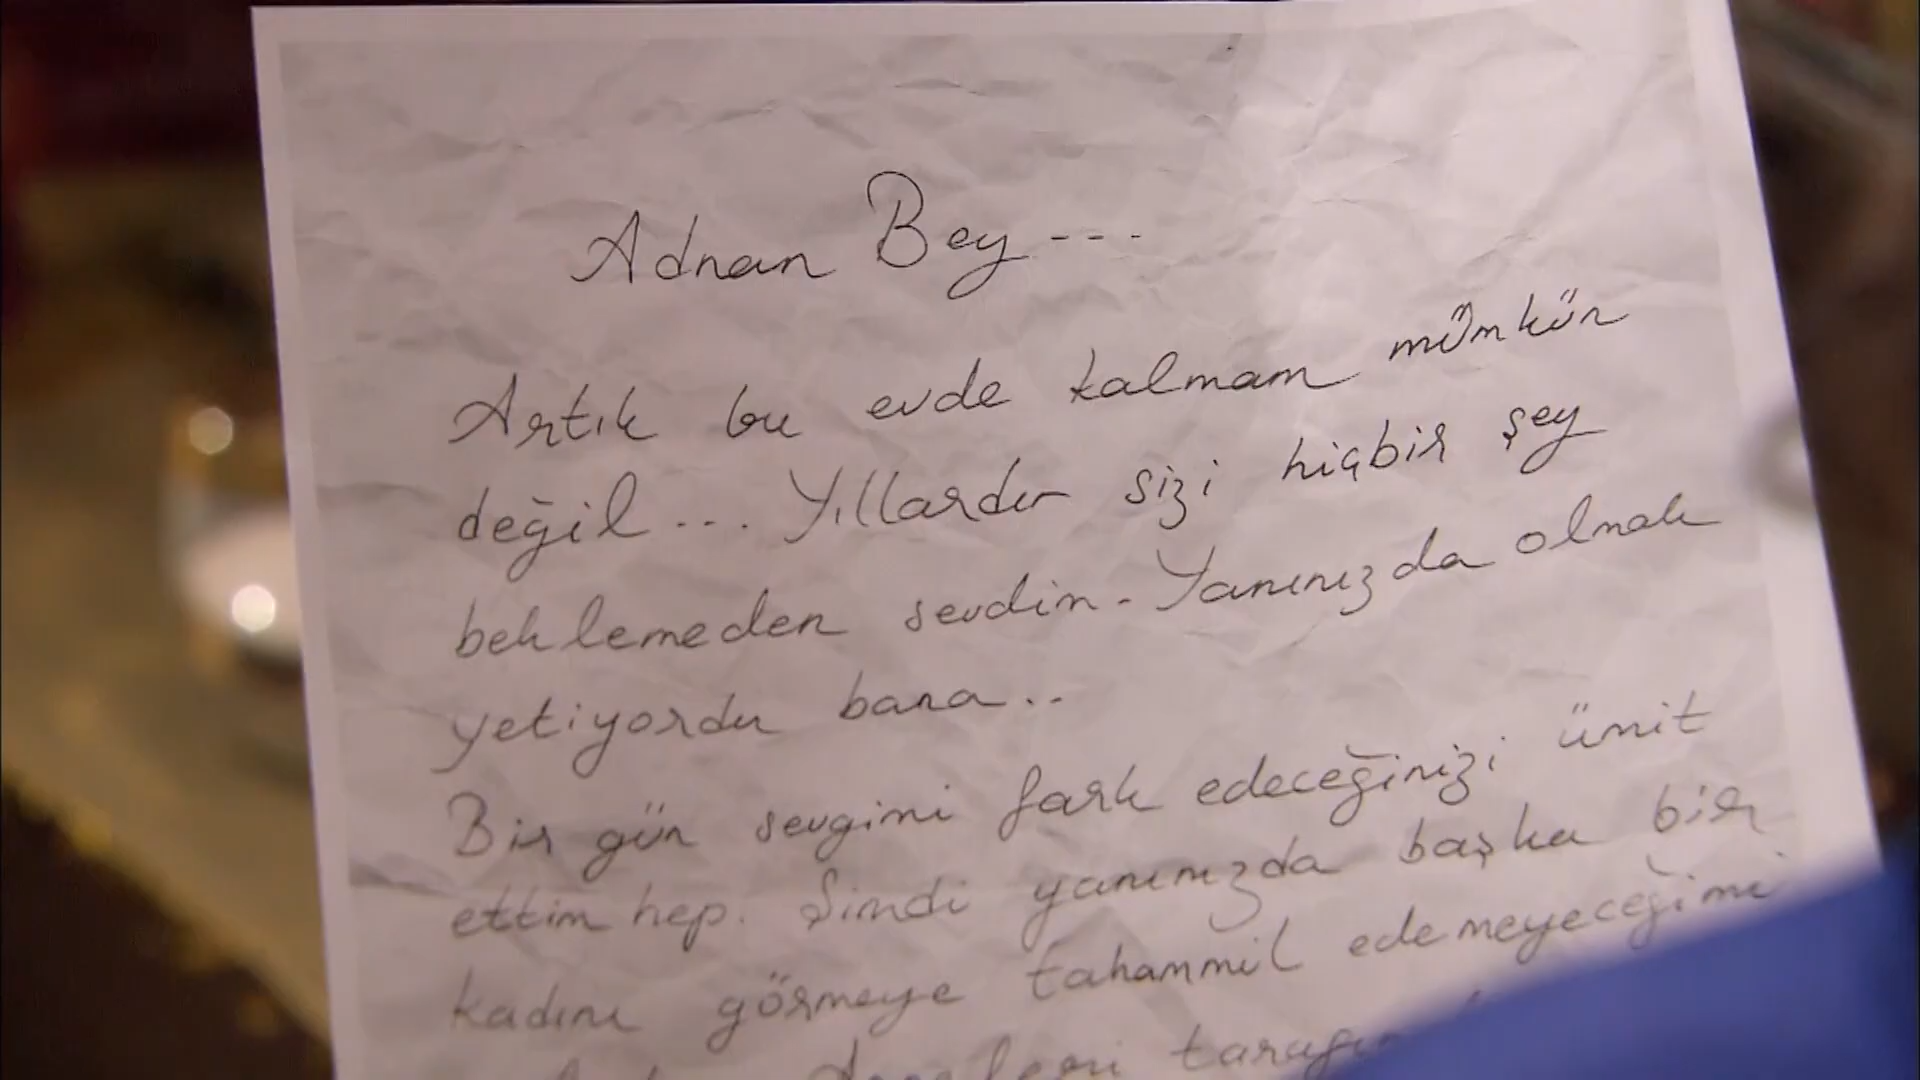 Adnan Bey ---
Artık bu evde kalmam mümkün
değil... Yıllardır sizi hiçbir şey
beklemeden sevdim. Yanınızda olmak
yetiyordu bana..
Bir gün sevgimi fark edeceğinizi ümit
ettim hep. Şimdi yanınızda başka bir
kadını görmeye tahammül edemeyeceğimi